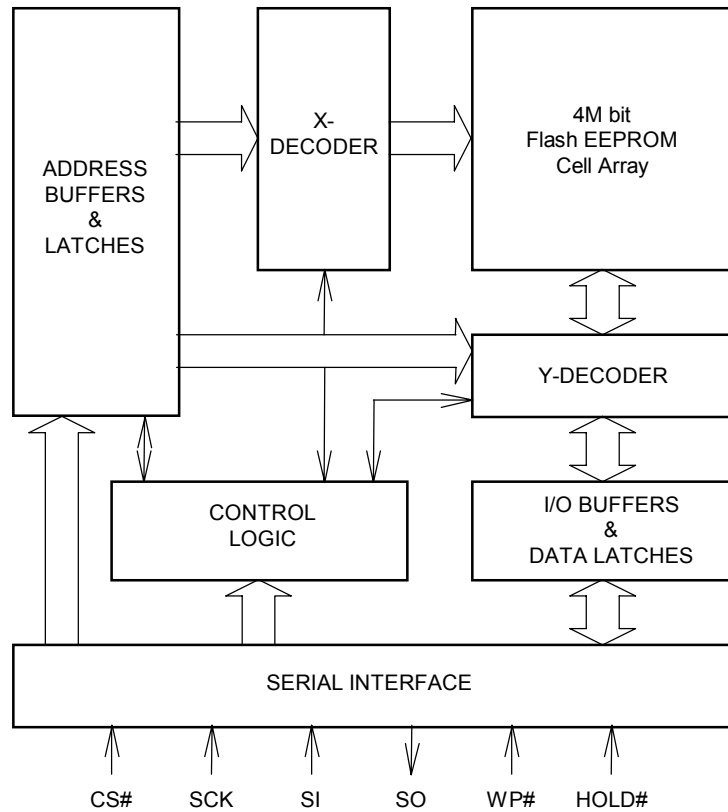 ADDRESS
BUFFERS
&
LATCHES
X-
DECODER
4M bit
Flash EEPROM
Cell Array
Y-DECODER
CONTROL
LOGIC
I/O BUFFERS
&
DATA LATCHES
SERIAL INTERFACE
CS# SCK SI SO WP# HOLD#